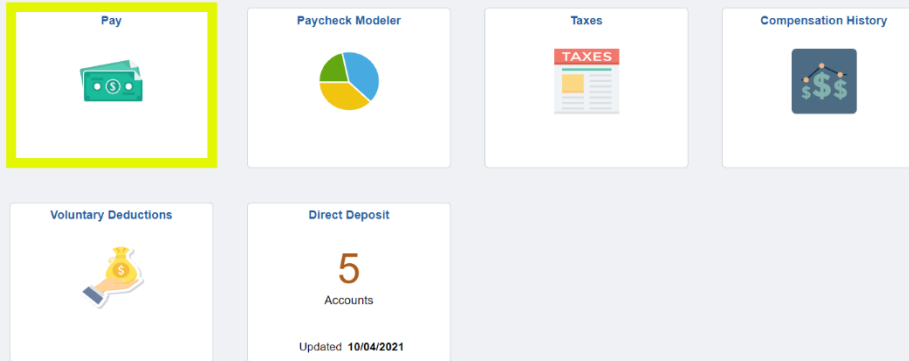 Pay
Paycheck Modeler
Taxes
Compensation History
$
TAXES
$$$
Voluntary Deductions
Direct Deposit
$
5
Accounts
Updated 10/04/2021